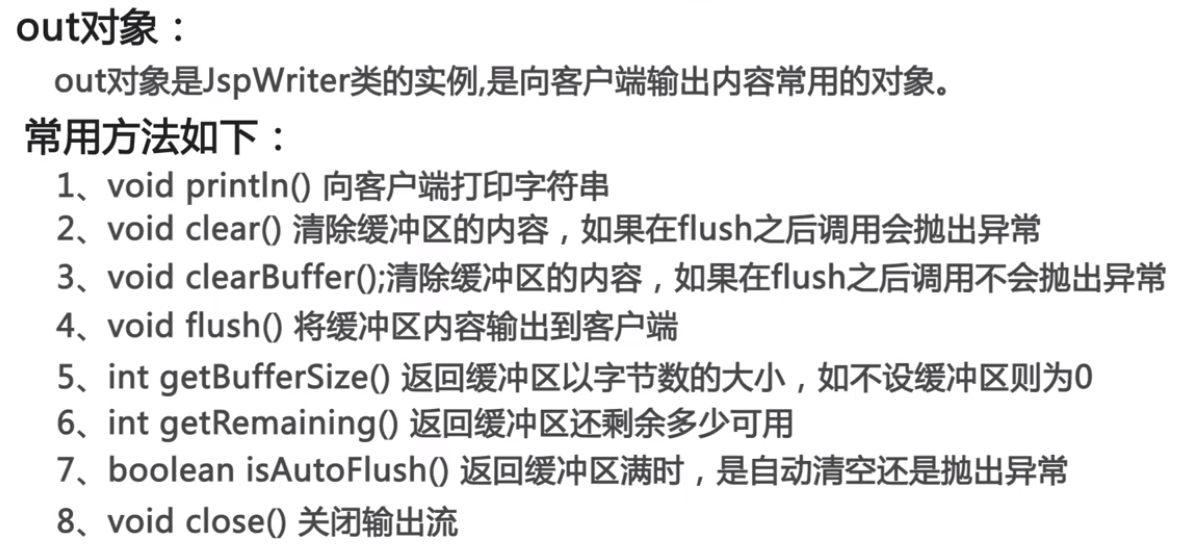 out对象：
out对象是JspWriter类的实例,是向客户端输出内容常用的对象。
常用方法如下：
1、void println() 向客户端打印字符串
2、void clear() 清除缓冲区的内容，如果在flush之后调用会抛出异常
3、void clearBuffer();清除缓冲区的内容，如果在flush之后调用不会抛出异常
4、void flush() 将缓冲区内容输出到客户端
5、int getBufferSize() 返回缓冲区以字节数的大小，如不设缓冲区则为0
6、int getRemaining() 返回缓冲区还剩余多少可用
7、boolean isAutoFlush() 返回缓冲区满时，是自动清空还是抛出异常
8、void close() 关闭输出流